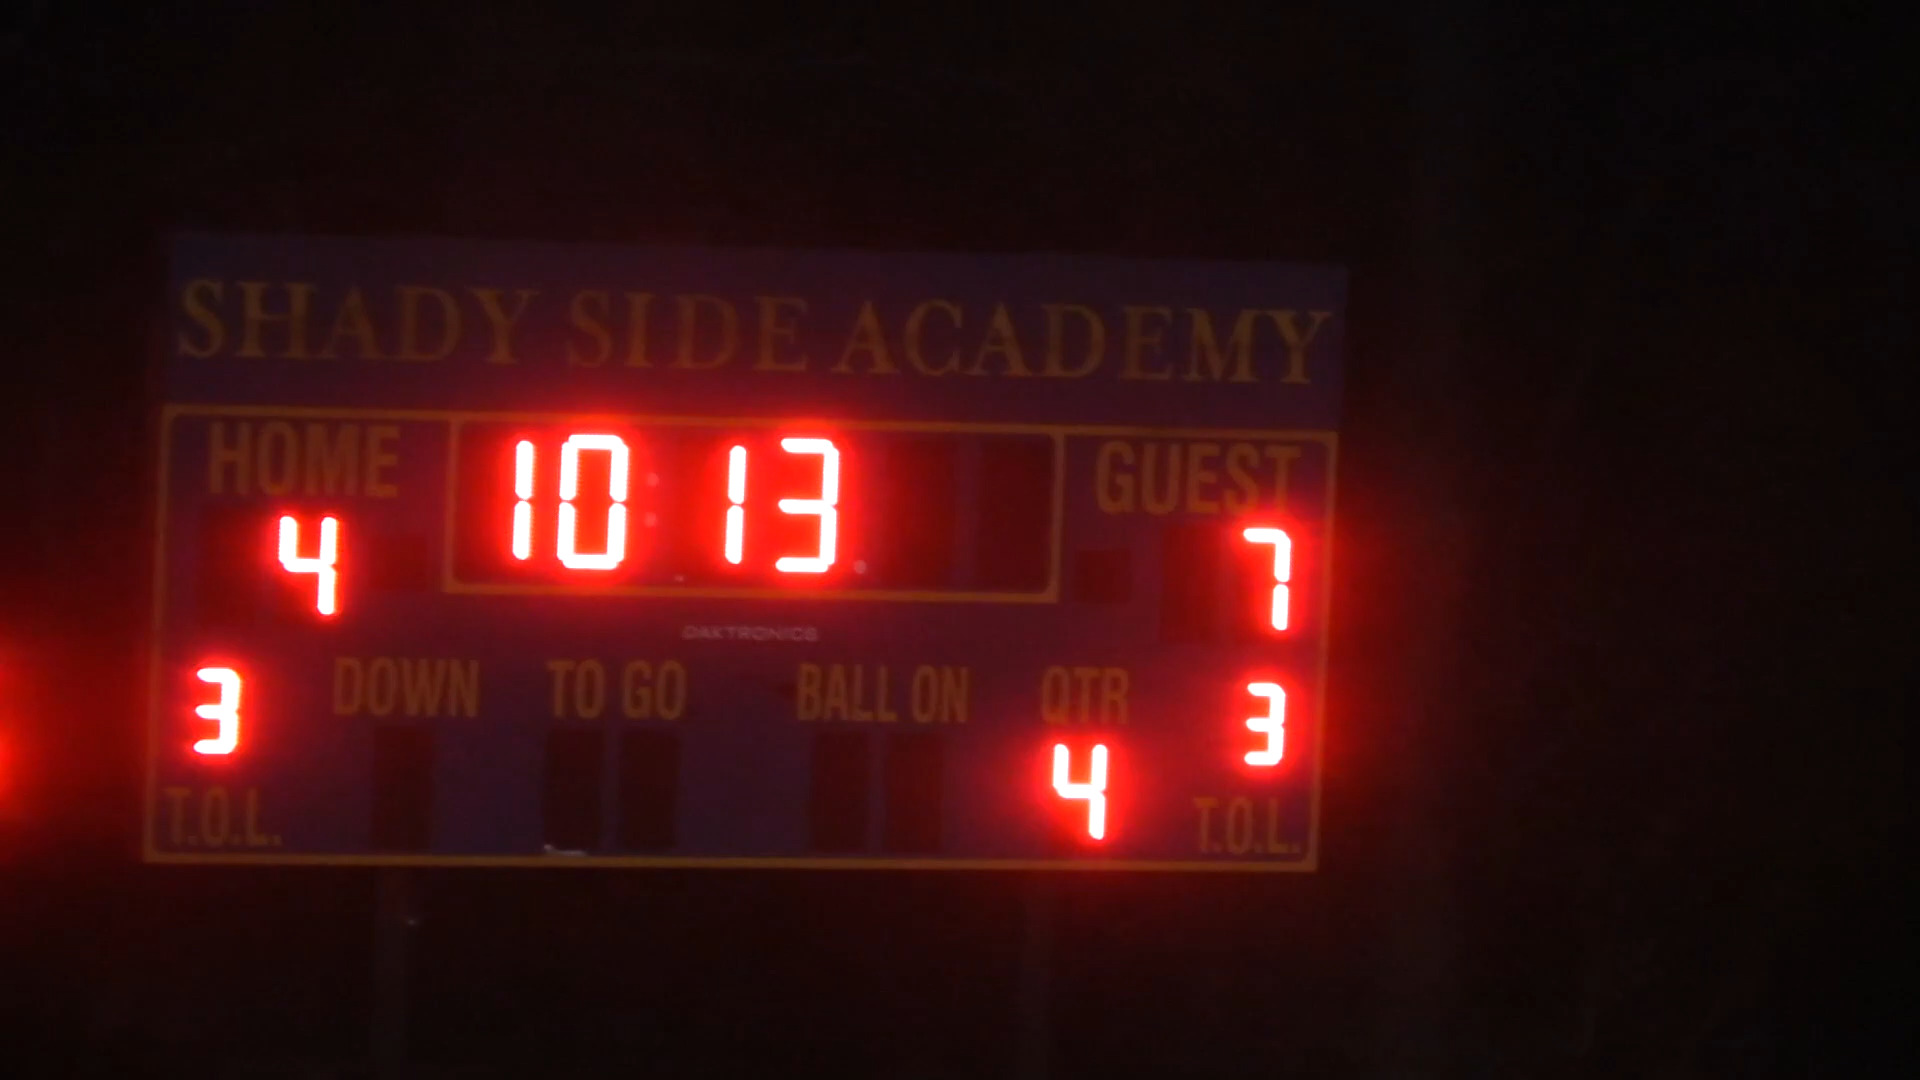 SHADY SIDE ACADEMY
HOME 10:13 GUEST
4 7
DAKTRONICS
3 DOWN TO GO BALL ON QTR 3
4
T.O.L. T.O.L.